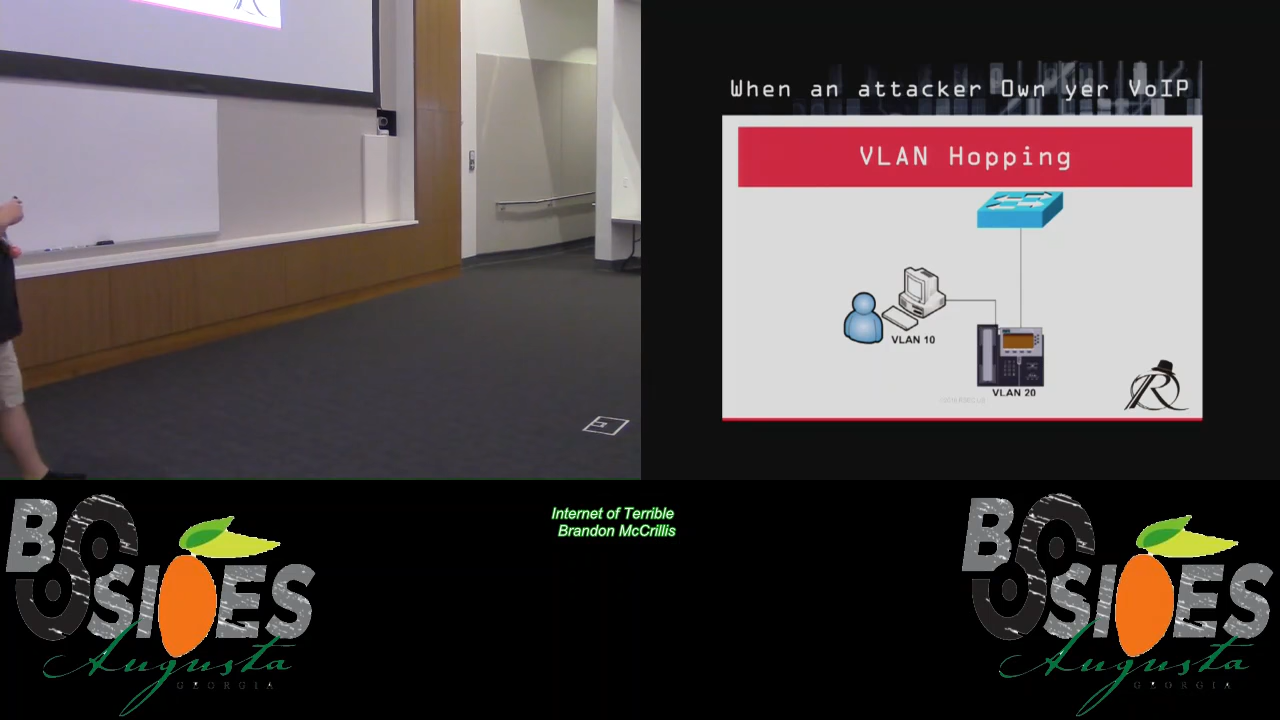 When an attacker Own yer VoIP
VLAN Hopping
VLAN 10
VLAN 20
R
Internet of Terrible
Brandon McCrillis
BSIDES
Augusta
GEORGIA
BSIDES
Augusta
GEORGIA